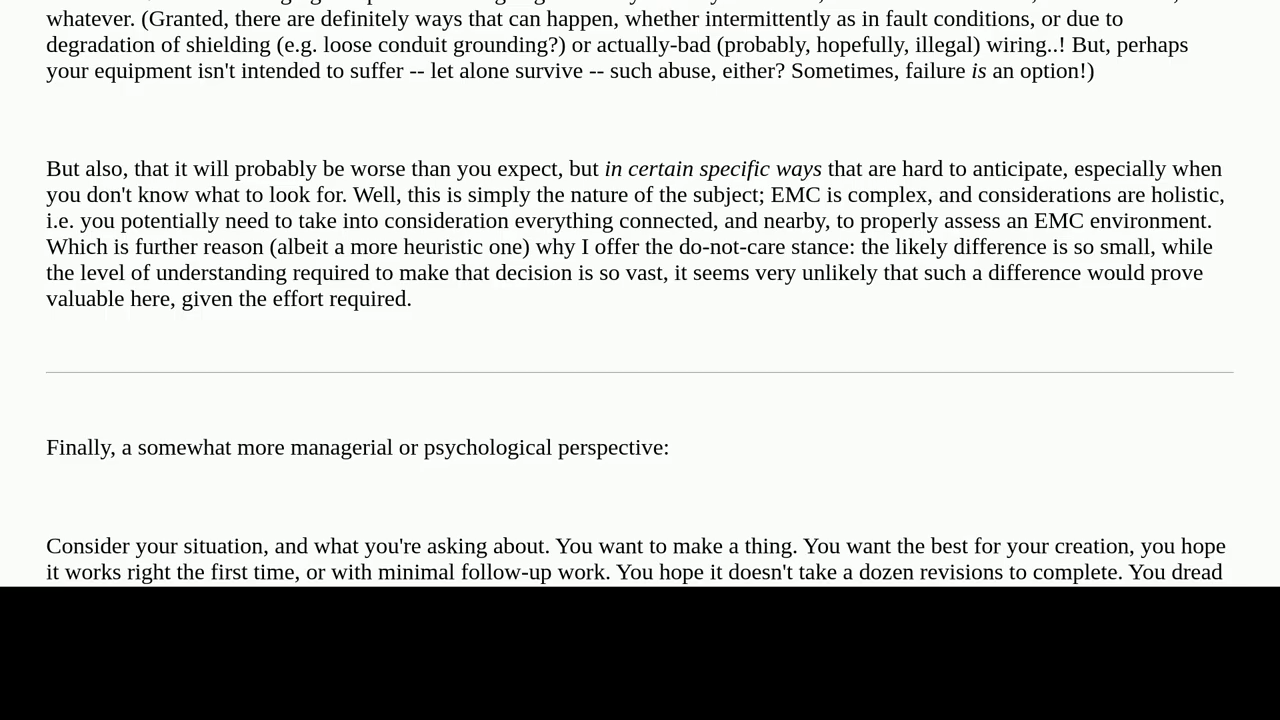 whatever. (Granted, there are definitely ways that can happen, whether intermittently as in fault conditions, or due to
degradation of shielding (e.g. loose conduit grounding?) or actually-bad (probably, hopefully, illegal) wiring..! But, perhaps
your equipment isn't intended to suffer -- let alone survive -- such abuse, either? Sometimes, failure is an option!)
But also, that it will probably be worse than you expect, but in certain specific ways that are hard to anticipate, especially when
you don't know what to look for. Well, this is simply the nature of the subject; EMC is complex, and considerations are holistic,
i.e. you potentially need to take into consideration everything connected, and nearby, to properly assess an EMC environment.
Which is further reason (albeit a more heuristic one) why I offer the do-not-care stance: the likely difference is so small, while
the level of understanding required to make that decision is so vast, it seems very unlikely that such a difference would prove
valuable here, given the effort required.
Finally, a somewhat more managerial or psychological perspective:
Consider your situation, and what you're asking about. You want to make a thing. You want the best for your creation, you hope
it works right the first time, or with minimal follow-up work. You hope it doesn't take a dozen revisions to complete. You dread